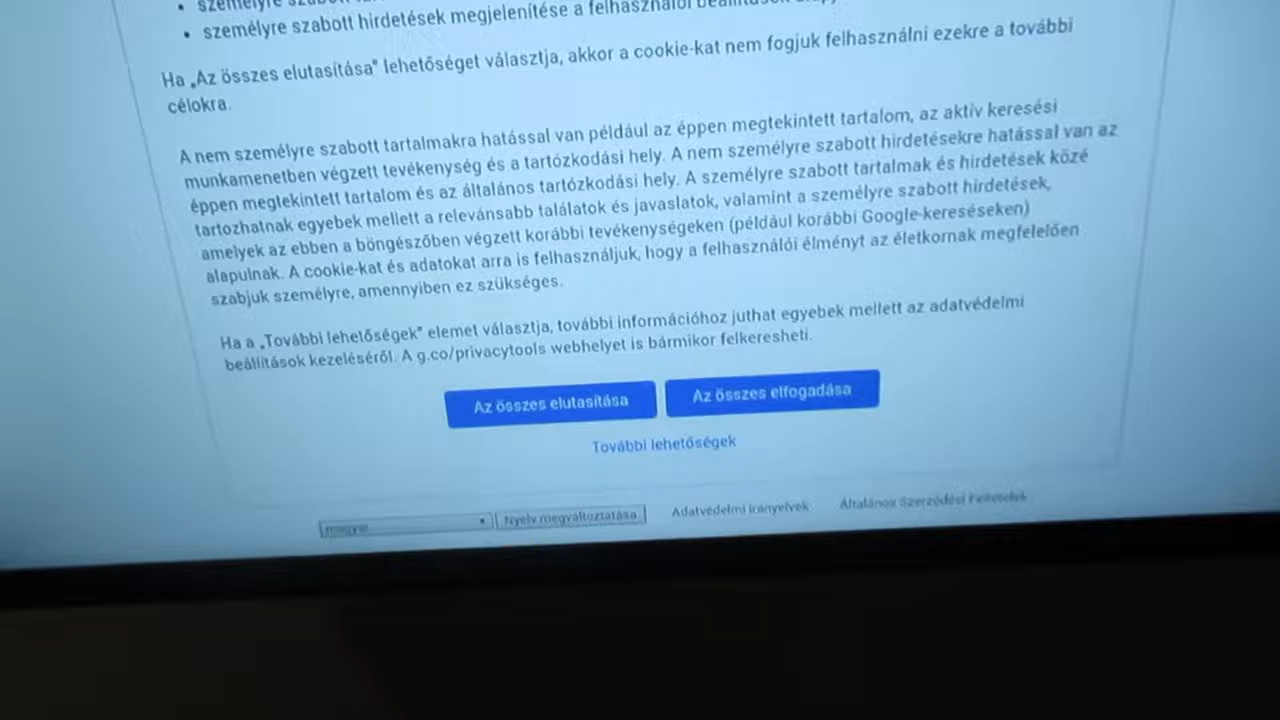 személyre szabott
személyre szabott hirdetések megjelenítése a felhasználói beállítások
Ha „Az összes elutasítása” lehetőséget választja, akkor a cookie-kat nem fogjuk felhasználni ezekre a további
célokra.
A nem személyre szabott tartalmakra hatással van például az éppen megtekintett tartalom, az aktív keresési
munkamenetben végzett tevékenység és a tartózkodási hely. A nem személyre szabott hirdetésekre hatással van az
éppen megtekintett tartalom és az általános tartózkodási hely. A személyre szabott tartalmak és hirdetések közé
tartozhatnak egyebek mellett a relevánsabb találatok és javaslatok, valamint a személyre szabott hirdetések,
amelyek az ebben a böngészőben végzett korábbi tevékenységeken (például korábbi Google-kereséseken)
alapulnak. A cookie-kat és adatokat arra is felhasználjuk, hogy a felhasználói élményt az életkornak megfelelően
szabjuk személyre, amennyiben ez szükséges.
Ha a „További lehetőségek” elemet választja, további információhoz juthat egyebek mellett az adatvédelmi
beállítások kezeléséről. A g.co/privacytools webhelyet is bármikor felkeresheti.
Az összes elutasítása Az összes elfogadása
További lehetőségek
magyar Nyelv megváltoztatása Adatvédelmi irányelvek Általános Szerződési Feltételek